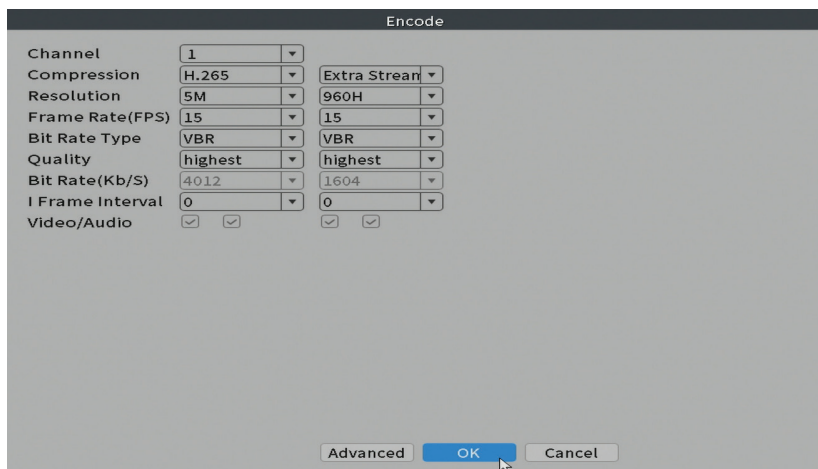 Encode
Channel 1
Compression H.265 Extra Stream
Resolution 5M 960H
Frame Rate(FPS) 15 15
Bit Rate Type VBR VBR
Quality highest highest
Bit Rate(Kb/S) 4012 1604
I Frame Interval 0 0
Video/Audio
Advanced OK Cancel